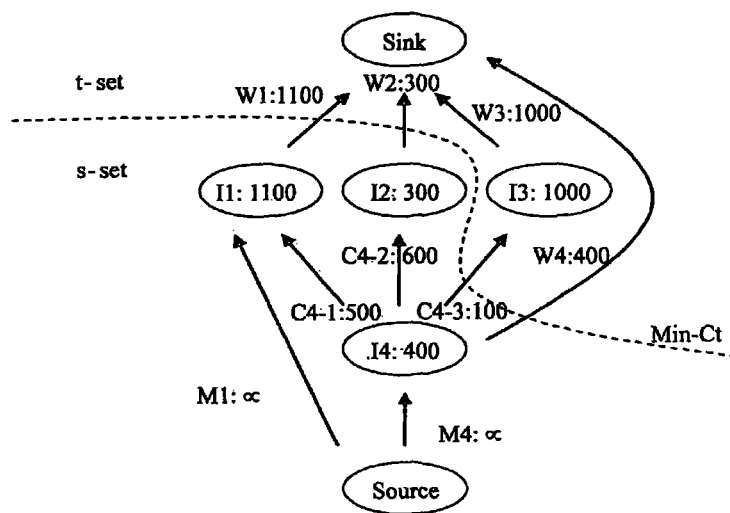 Sink
t-set
W1:1100
W2:300
W3:1000
s-set
I1: 1100
I2: 300
I3: 1000
C4-2:600
W4:400
C4-1:500
C4-3:100
.I4: 400
Min-Ct
M1: ∝
M4: ∝
Source